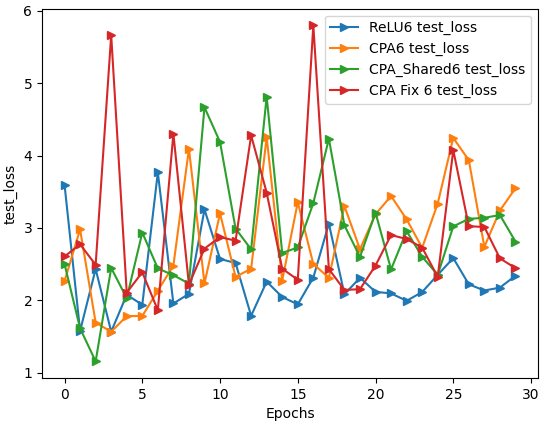 ReLU6 test_loss
CPA6 test_loss
CPA_Shared6 test_loss
CPA Fix 6 test_loss
6
5
4
3
2
1
test_loss
0 5 10 15 20 25 30
Epochs